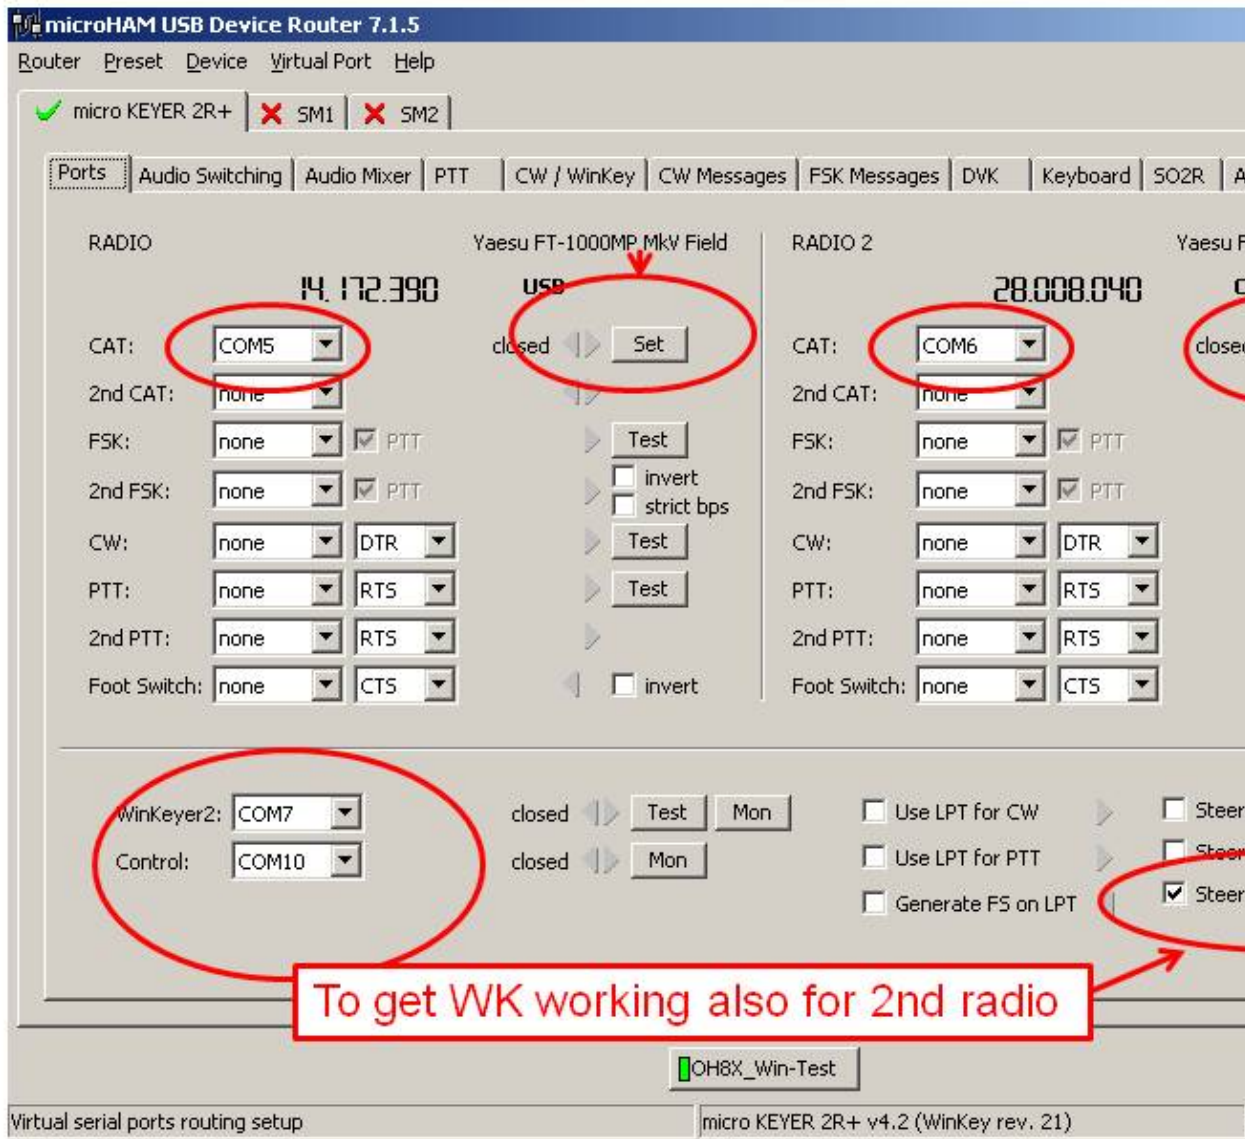 microHAM USB Device Router 7.1.5
Router Preset Device Virtual Port Help
micro KEYER 2R+ SM1 SM2
Ports Audio Switching Audio Mixer PTT CW / WinKey CW Messages FSK Messages DVK Keyboard SO2R A
RADIO Yaesu FT-1000MP MkV Field RADIO 2 Yaesu F
14.172.390 USB 28.008.040 C
CAT: COM5 closed Set CAT: COM6 closed
2nd CAT: none 2nd CAT: none
FSK: none PTT Test FSK: none PTT
2nd FSK: none PTT invert 2nd FSK: none PTT
strict bps
CW: none DTR Test CW: none DTR
PTT: none RTS Test PTT: none RTS
2nd PTT: none RTS 2nd PTT: none RTS
Foot Switch: none CTS invert Foot Switch: none CTS
WinKeyer2: COM7 closed Test Mon Use LPT for CW Steer
Control: COM10 closed Mon Use LPT for PTT Steer
Generate FS on LPT Steer
To get WK working also for 2nd radio
OH8X_Win-Test
Virtual serial ports routing setup micro KEYER 2R+ v4.2 (WinKey rev. 21)